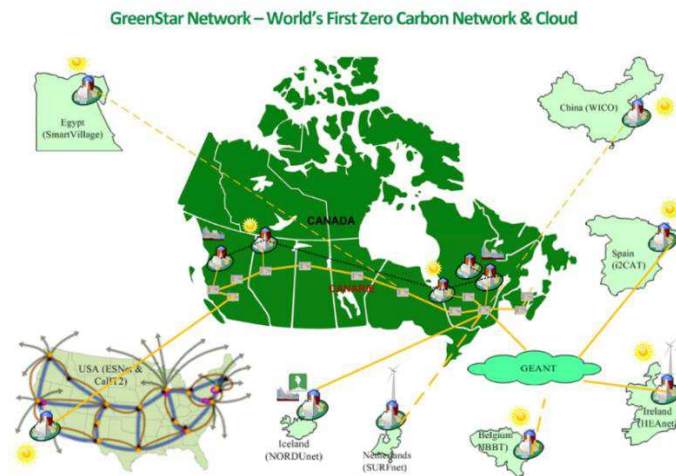 GreenStar Network – World's First Zero Carbon Network & Cloud
Egypt
(SmartVillage)
China (WICO)
CANADA
Spain
(i2CAT)
CANARIE
USA (ESNet &
CalIT2)
GEANT
Iceland
(NORDUnet)
Netherlands
(SURFnet)
Belgium
(IBBT)
Ireland
(HEAnet)